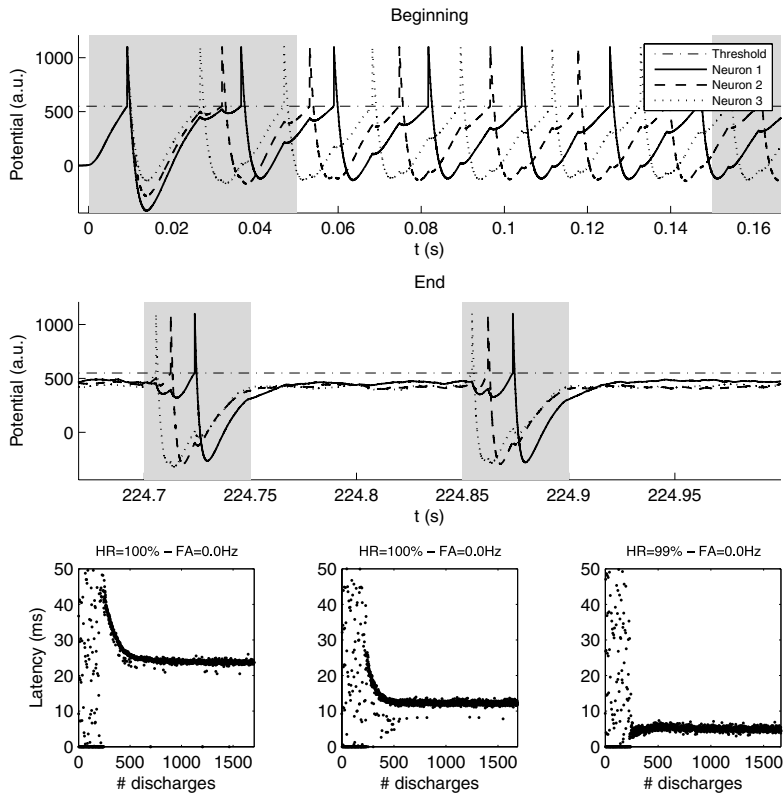 Beginning
Potential (a.u.)
1000
500
0
Threshold
Neuron 1
Neuron 2
Neuron 3
0 0.02 0.04 0.06 0.08 0.1 0.12 0.14 0.16
t (s)
End
Potential (a.u.)
1000
500
0
224.7 224.75 224.8 224.85 224.9 224.95
t (s)
HR=100% − FA=0.0Hz
Latency (ms)
50
40
30
20
10
0
0 500 1000 1500
# discharges
HR=100% − FA=0.0Hz
50
40
30
20
10
0
0 500 1000 1500
# discharges
HR=99% − FA=0.0Hz
50
40
30
20
10
0
0 500 1000 1500
# discharges